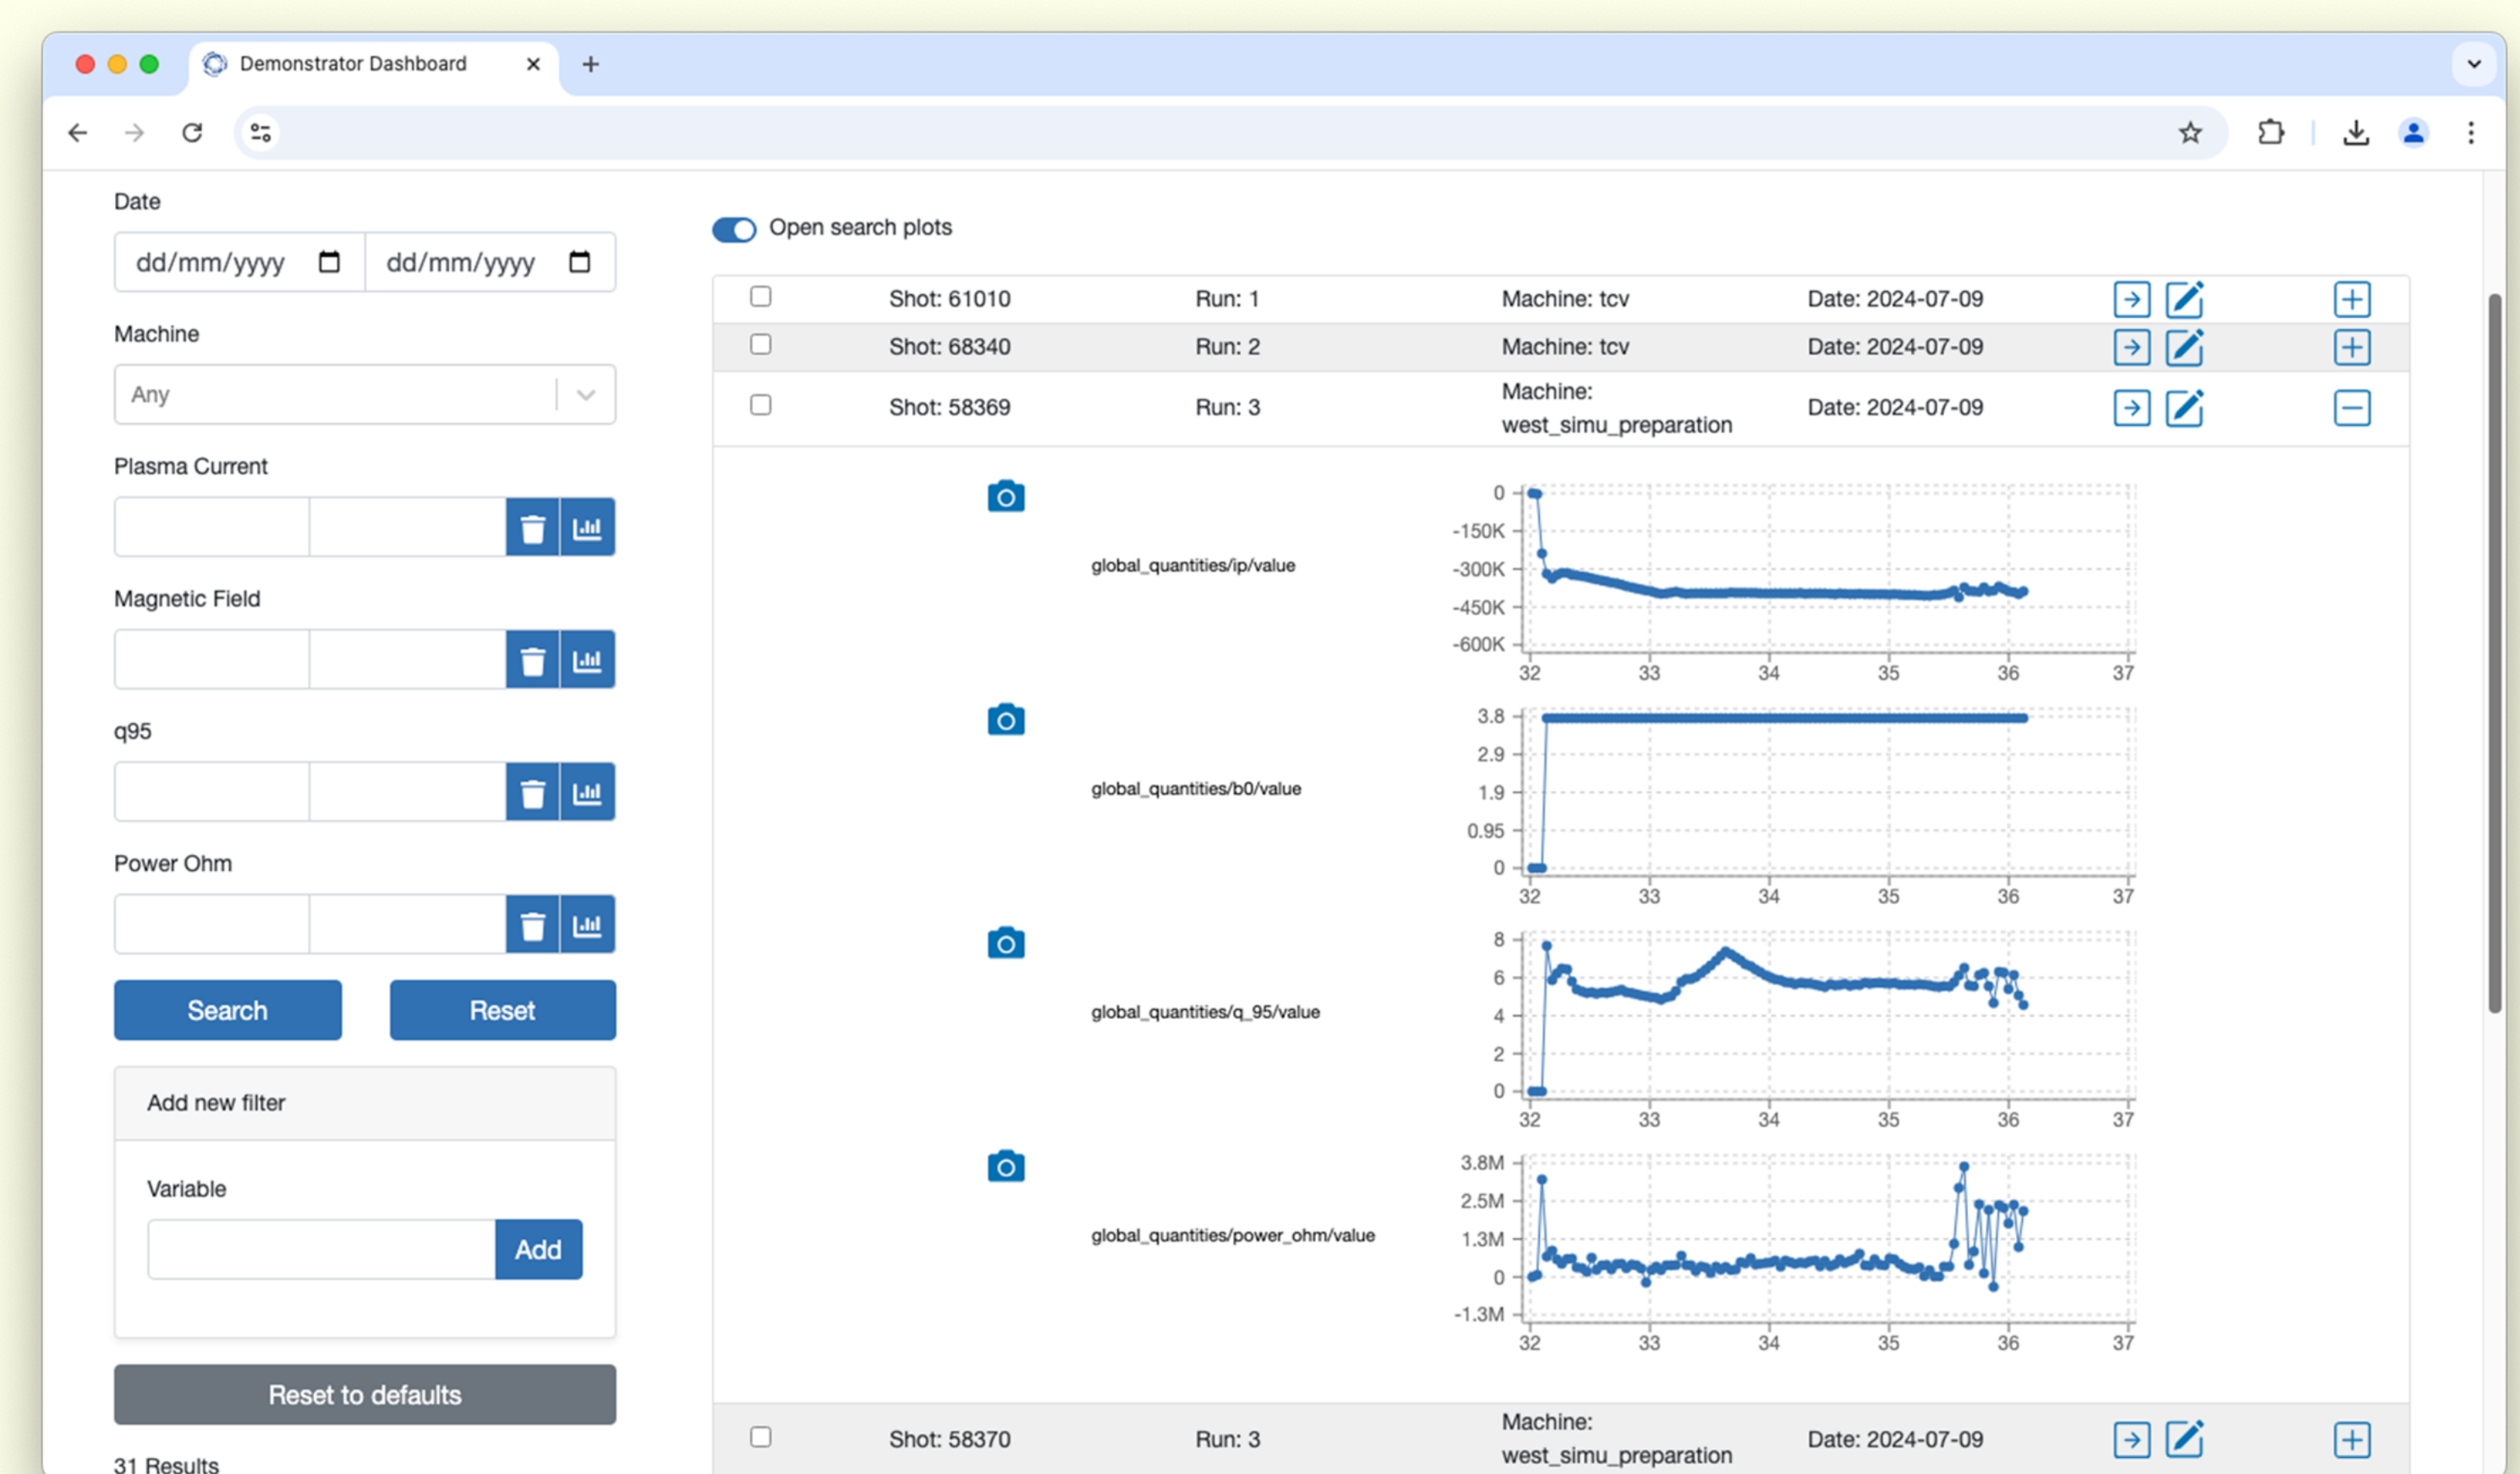 Demonstrator Dashboard
Date
dd/mm/yyyy dd/mm/yyyy
Machine
Any
Plasma Current
Magnetic Field
q95
Power Ohm
Search Reset
Add new filter
Variable
Add
Reset to defaults
31 Results
Open search plots
Shot: 61010 Run: 1 Machine: tcv Date: 2024-07-09
Shot: 68340 Run: 2 Machine: tcv Date: 2024-07-09
Shot: 58369 Run: 3 Machine: west_simu_preparation Date: 2024-07-09
global_quantities/ip/value
0
-150K
-300K
-450K
-600K
32 33 34 35 36 37
global_quantities/b0/value
3.8
2.9
1.9
0.95
0
32 33 34 35 36 37
global_quantities/q_95/value
8
6
4
2
0
32 33 34 35 36 37
global_quantities/power_ohm/value
3.8M
2.5M
1.3M
0
-1.3M
32 33 34 35 36 37
Shot: 58370 Run: 3 Machine: west_simu_preparation Date: 2024-07-09